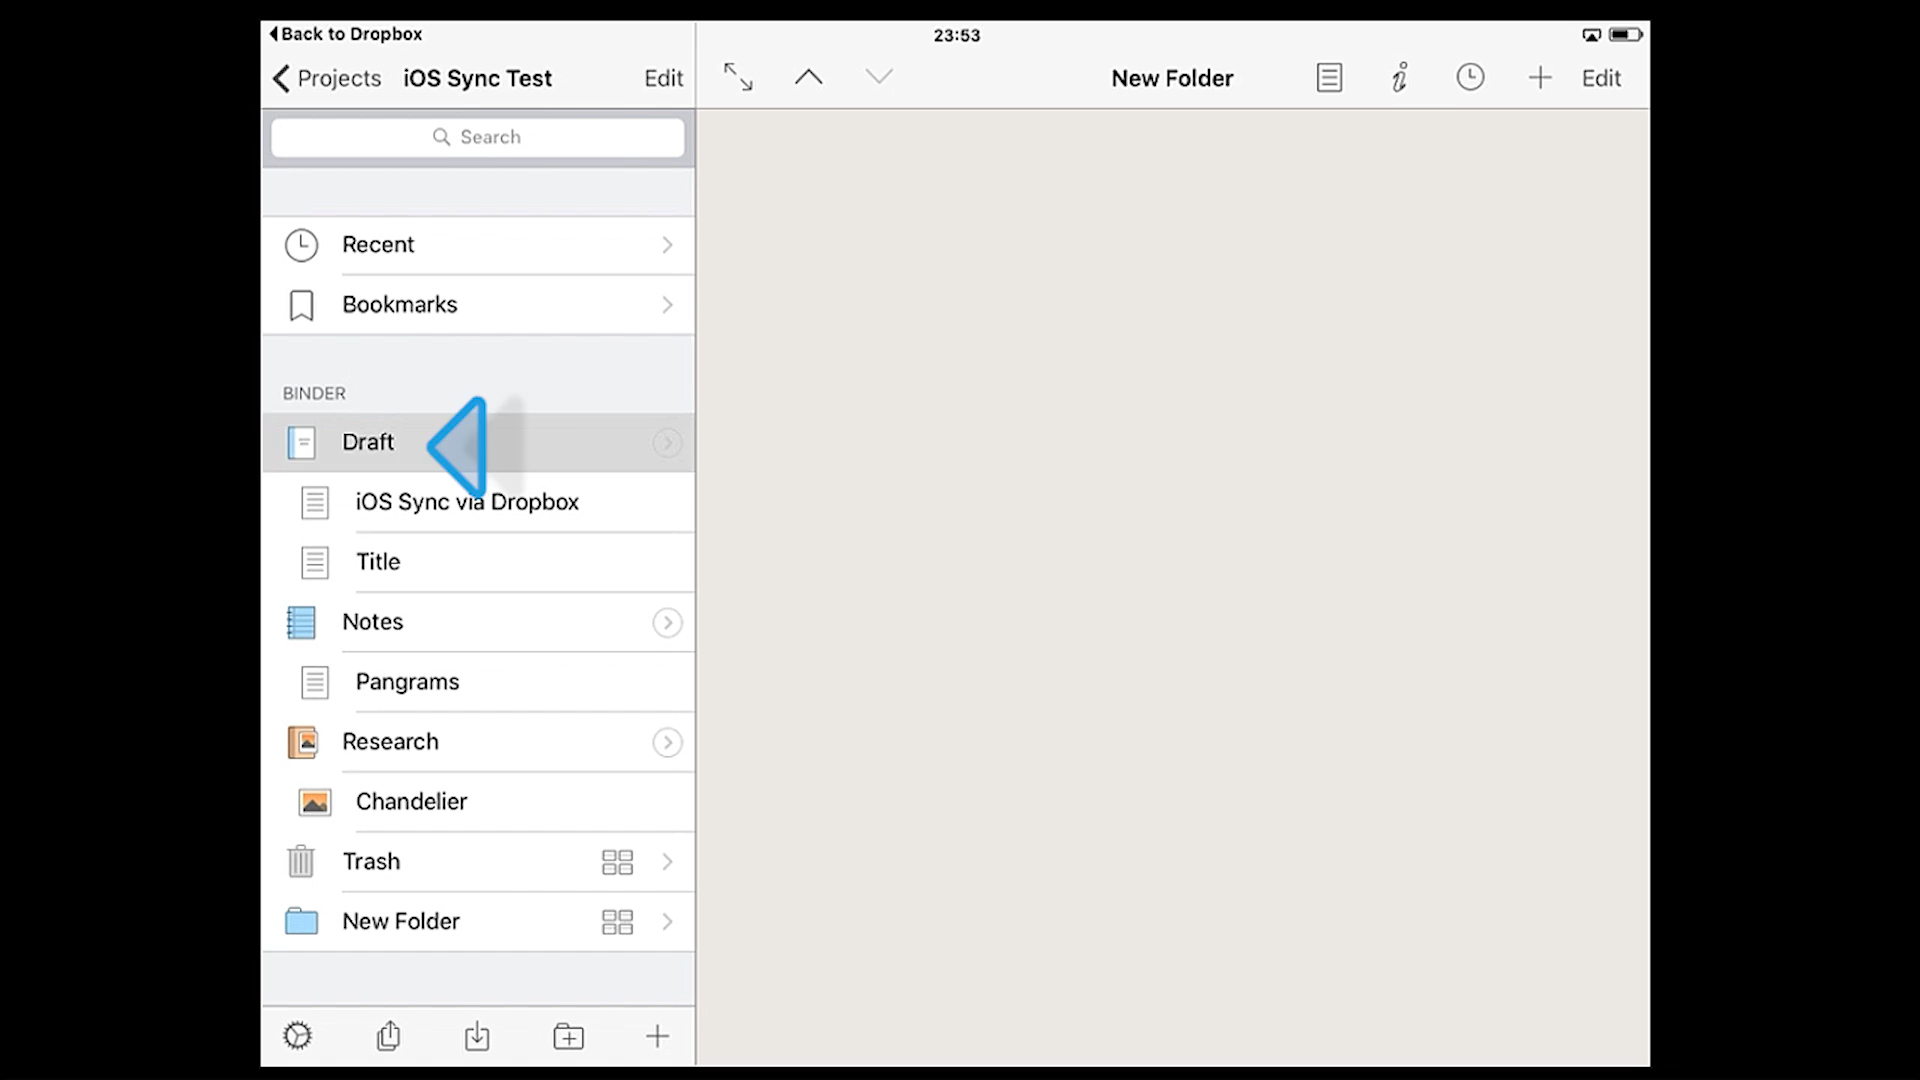 Back to Dropbox
23:53
Projects iOS Sync Test Edit
New Folder Edit
Search
Recent
Bookmarks
BINDER
Draft
iOS Sync via Dropbox
Title
Notes
Pangrams
Research
Chandelier
Trash
New Folder